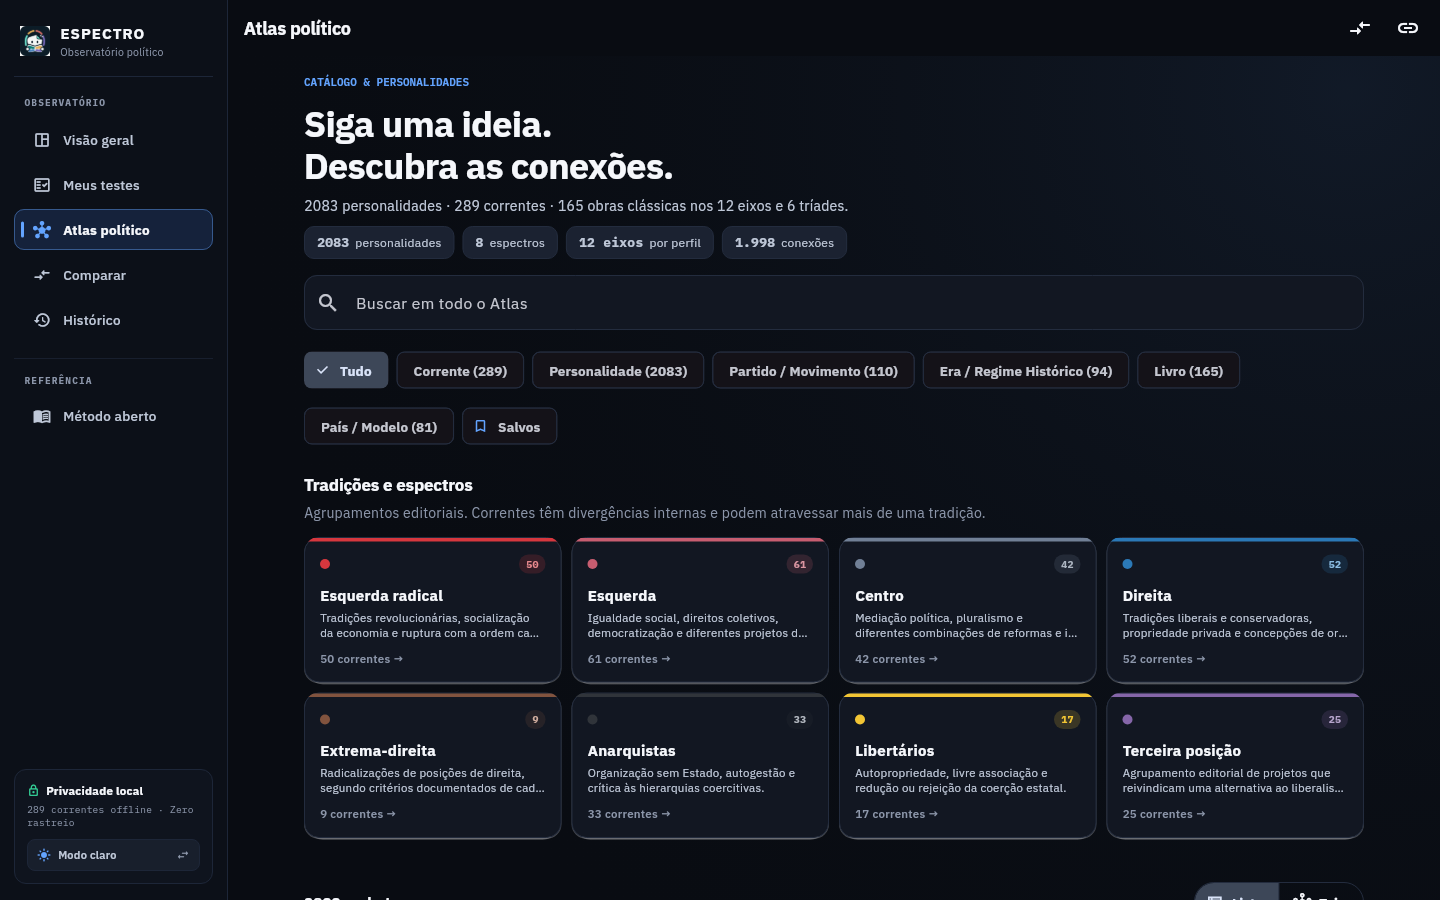 ESPECTRO
Observatório político
OBSERVATÓRIO
Visão geral
Meus testes
Atlas político
Comparar
Histórico
REFERÊNCIA
Método aberto
Privacidade local
289 correntes offline · Zero
rastreio
Modo claro
Atlas político
CATÁLOGO & PERSONALIDADES
Siga uma ideia.
Descubra as conexões.
2083 personalidades · 289 correntes · 165 obras clássicas nos 12 eixos e 6 tríades.
2083 personalidades
8 espectros
12 eixos por perfil
1.998 conexões
Buscar em todo o Atlas
Tudo
Corrente (289)
Personalidade (2083)
Partido / Movimento (110)
Era / Regime Histórico (94)
Livro (165)
País / Modelo (81)
Salvos
Tradições e espectros
Agrupamentos editoriais. Correntes têm divergências internas e podem atravessar mais de uma tradição.
50
Esquerda radical
Tradições revolucionárias, socialização
da economia e ruptura com a ordem ca...
50 correntes →
61
Esquerda
Igualdade social, direitos coletivos,
democratização e diferentes projetos d...
61 correntes →
42
Centro
Mediação política, pluralismo e
diferentes combinações de reformas e i...
42 correntes →
52
Direita
Tradições liberais e conservadoras,
propriedade privada e concepções de or...
52 correntes →
9
Extrema-direita
Radicalizações de posições de direita,
segundo critérios documentados de cad...
9 correntes →
33
Anarquistas
Organização sem Estado, autogestão e
crítica às hierarquias coercitivas.
33 correntes →
17
Libertários
Autopropriedade, livre associação e
redução ou rejeição da coerção estatal.
17 correntes →
25
Terceira posição
Agrupamento editorial de projetos que
reivindicam uma alternativa ao liberalis...
25 correntes →